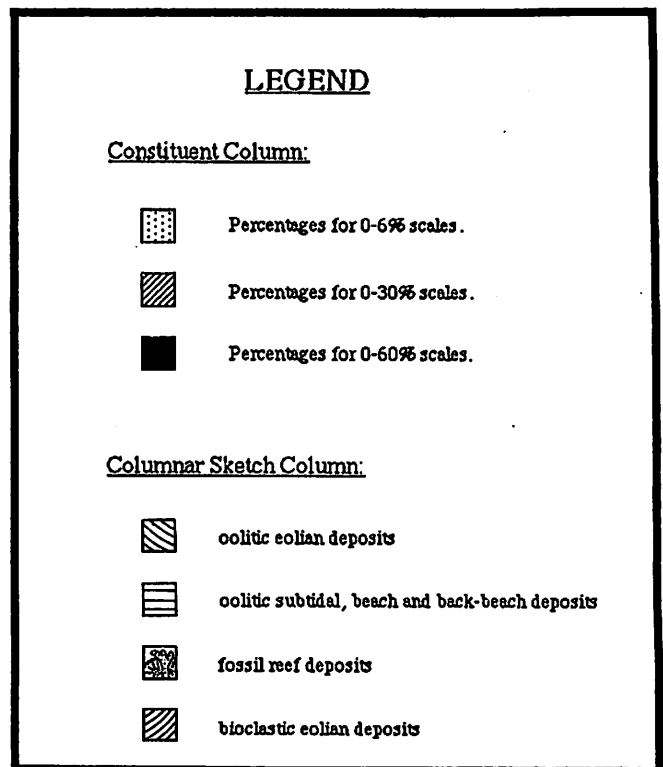 LEGEND
Constituent Column:
Percentages for 0-6% scales.
Percentages for 0-30% scales.
Percentages for 0-60% scales.
Columnar Sketch Column:
oolitic eolian deposits
oolitic subtidal, beach and back-beach deposits
fossil reef deposits
bioclastic eolian deposits